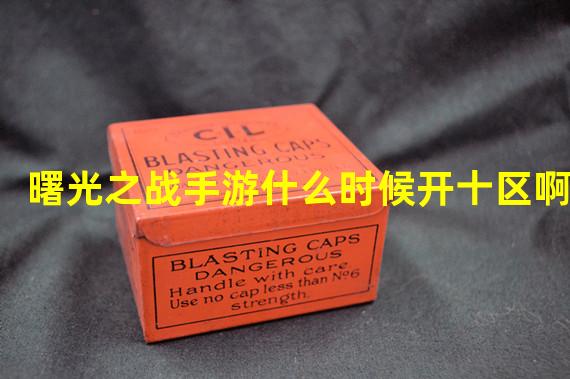 CIL
BLASTING CAPS
DANGEROUS
曙光之战手游什么时候开十区啊
BLASTING CAPS
DANGEROUS
Handle with care
Use no cap less than No6
strength.